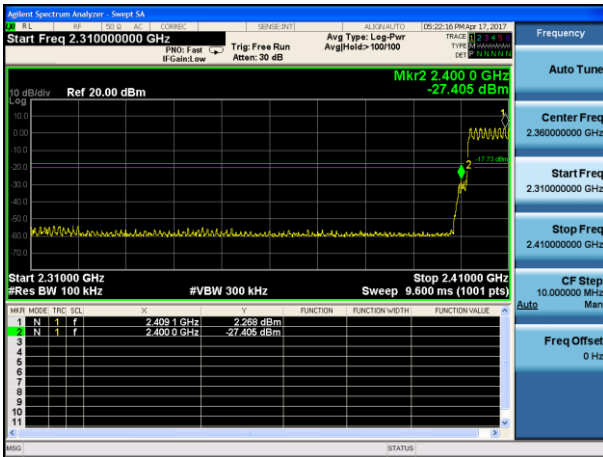 Agilent Spectrum Analyzer - Swept SA
RL RF 50 Ω AC CORREC SENSE:INT ALIGNAUTO 05:22:16 PM Apr 17, 2017
Start Freq 2.310000000 GHz
PNO: Fast
IFGain:Low
Trig: Free Run
Atten: 30 dB
Avg Type: Log-Pwr
Avg|Hold:>100/100
TRACE 1 2 3 4 5 6
TYPE M
DET P N N N N N
Mkr2 2.400 0 GHz
-27.405 dBm
10 dB/div
Log
Ref 20.00 dBm
10.0
0.00
-10.0
-20.0
-30.0
-40.0
-50.0
-60.0
-70.0
1
2
-17.73 dBm
Start 2.31000 GHz
Stop 2.41000 GHz
#Res BW 100 kHz
#VBW 300 kHz
Sweep 9.600 ms (1001 pts)
MKR MODE TRC SCL X Y FUNCTION FUNCTION WIDTH FUNCTION VALUE
1 N 1 f 2.409 1 GHz 2.268 dBm
2 N 1 f 2.400 0 GHz -27.405 dBm
3
4
5
6
7
8
9
10
11
MSG
STATUS
Frequency
Auto Tune
Center Freq
2.360000000 GHz
Start Freq
2.310000000 GHz
Stop Freq
2.410000000 GHz
CF Step
10.000000 MHz
Auto Man
Freq Offset
0 Hz